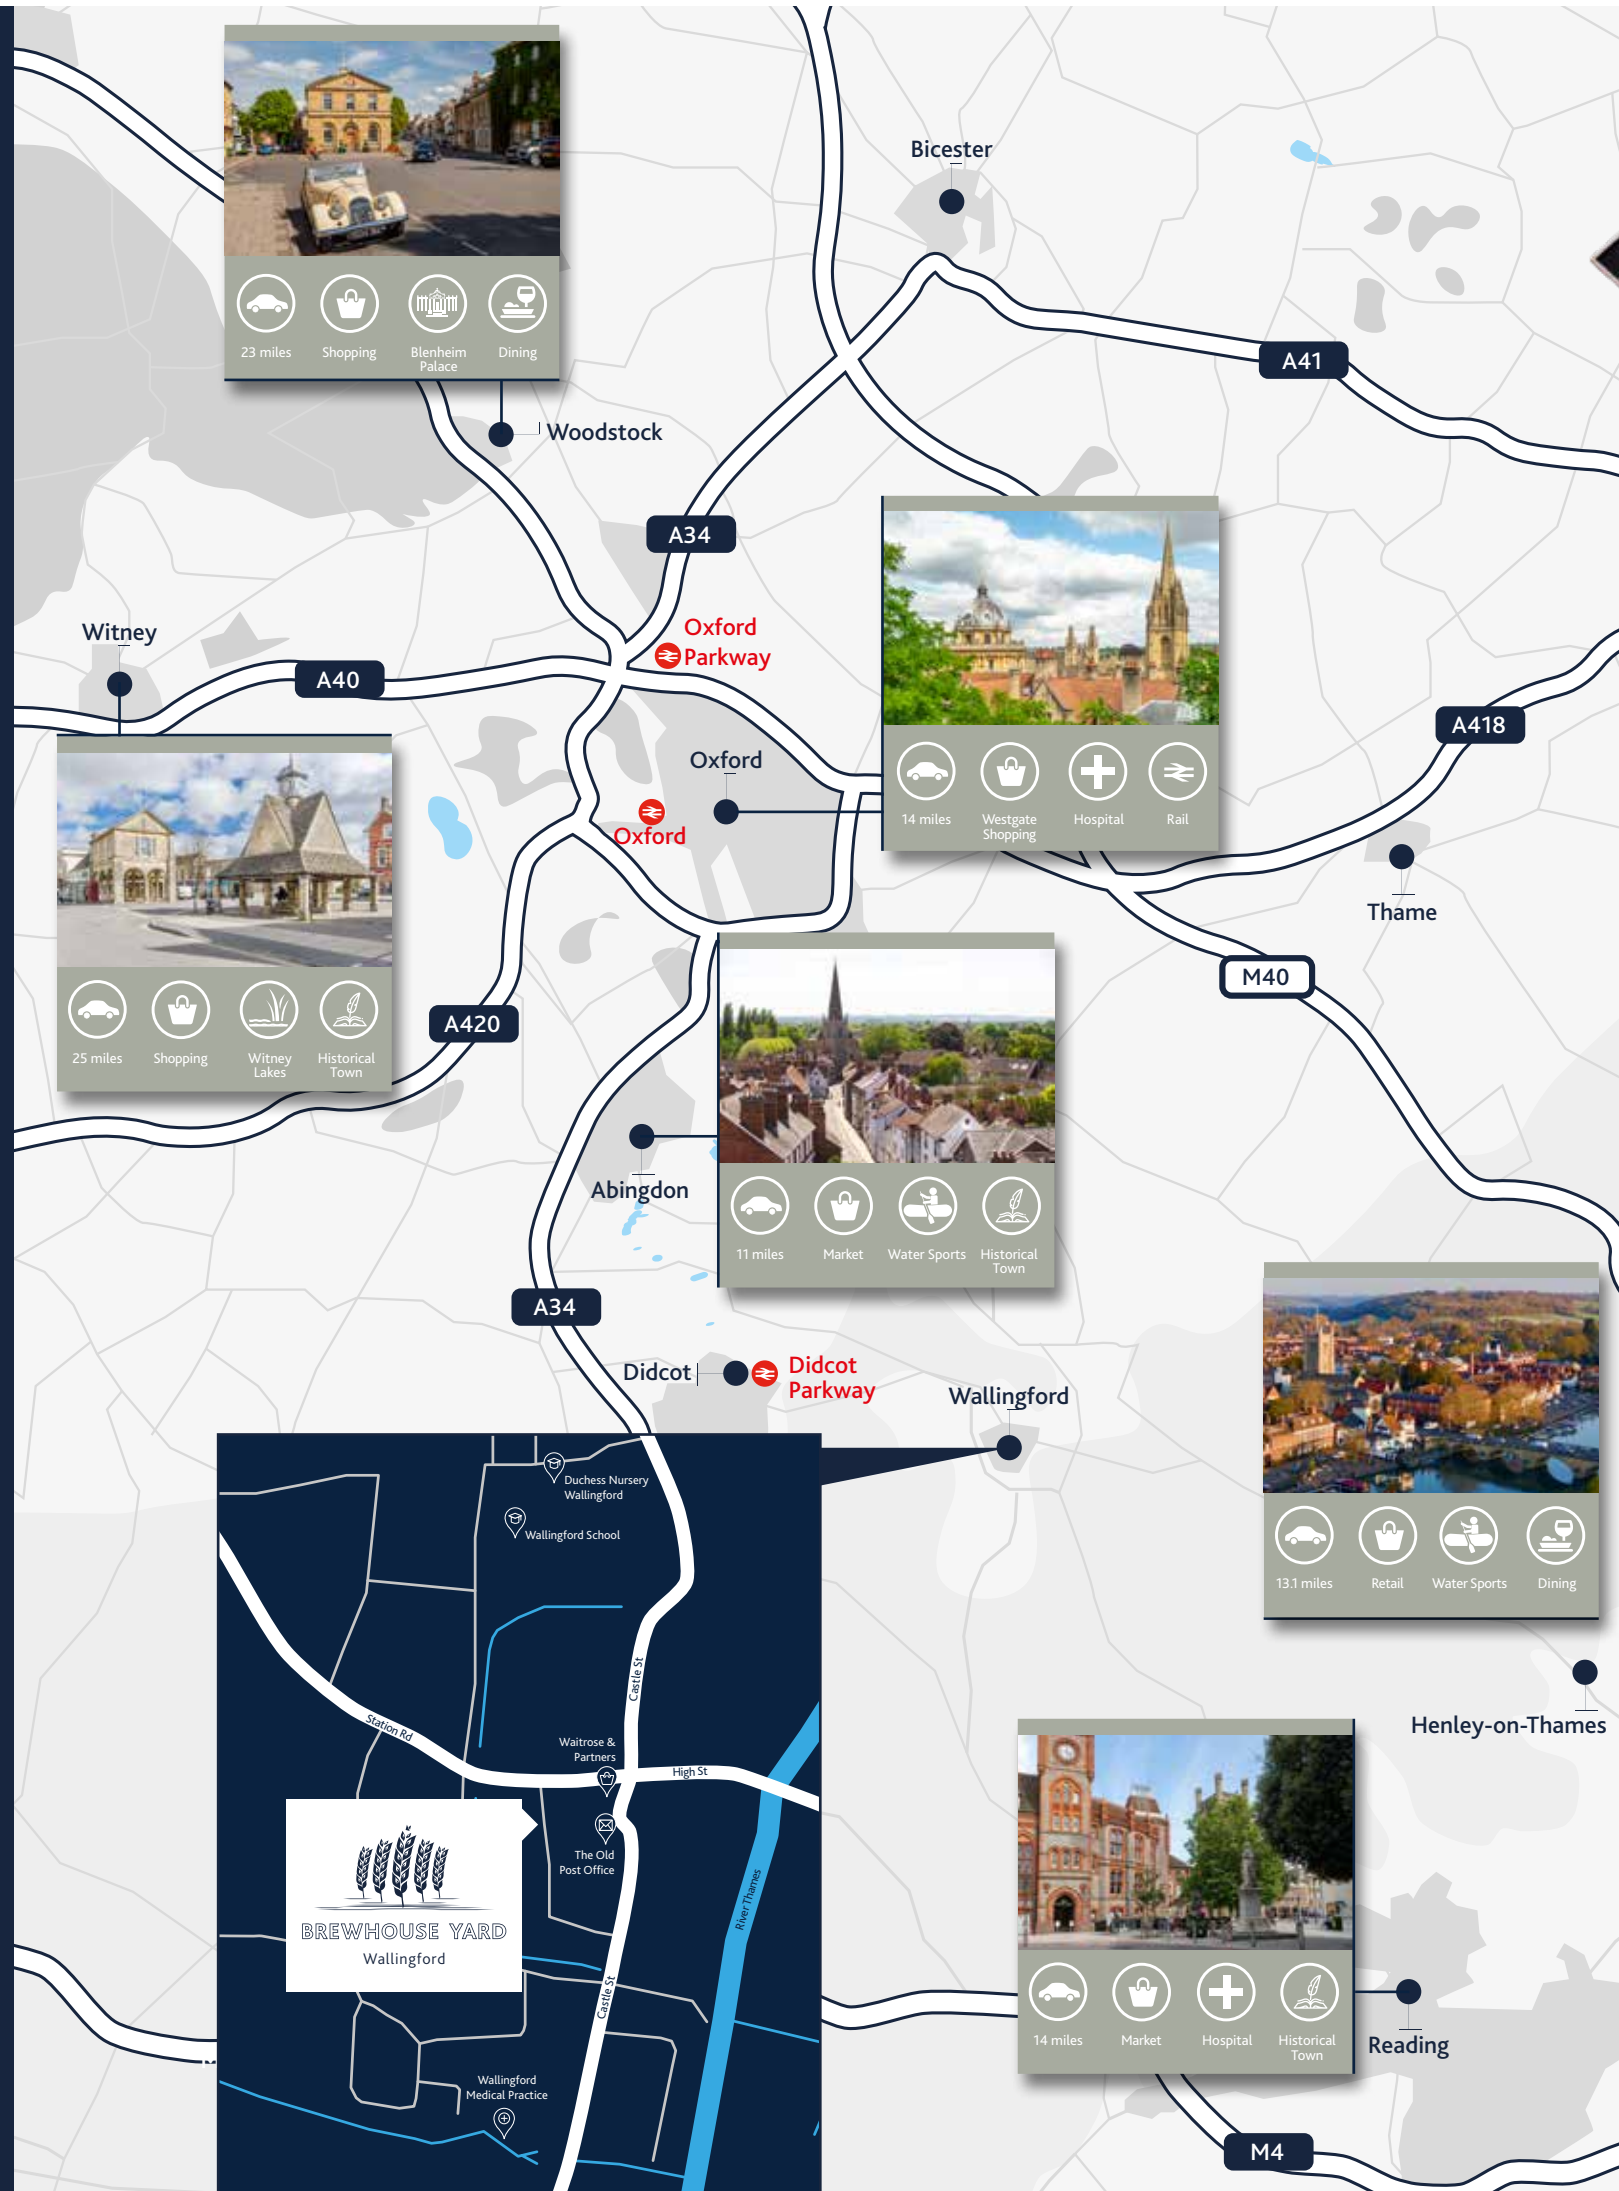 Bicester
23 miles
Shopping
Blenheim
Palace
Dining
A41
Woodstock
A34
Witney
Oxford
Parkway
A40
A418
Oxford
Oxford
14 miles
Westgate
Shopping
Hospital
Rail
Thame
M40
A420
25 miles
Shopping
Witney
Lakes
Historical
Town
Abingdon
11 miles
Market
Water Sports
Historical
Town
A34
Didcot
Didcot
Parkway
Wallingford
Duchess Nursery
Wallingford
Wallingford School
13.1 miles
Retail
Water Sports
Dining
Castle St
Station Rd
Waitrose &
Partners
High St
Henley-on-Thames
The Old
Post Office
River Thames
BREWHOUSE YARD
Wallingford
Castle St
14 miles
Market
Hospital
Historical
Town
Reading
Wallingford
Medical Practice
M4